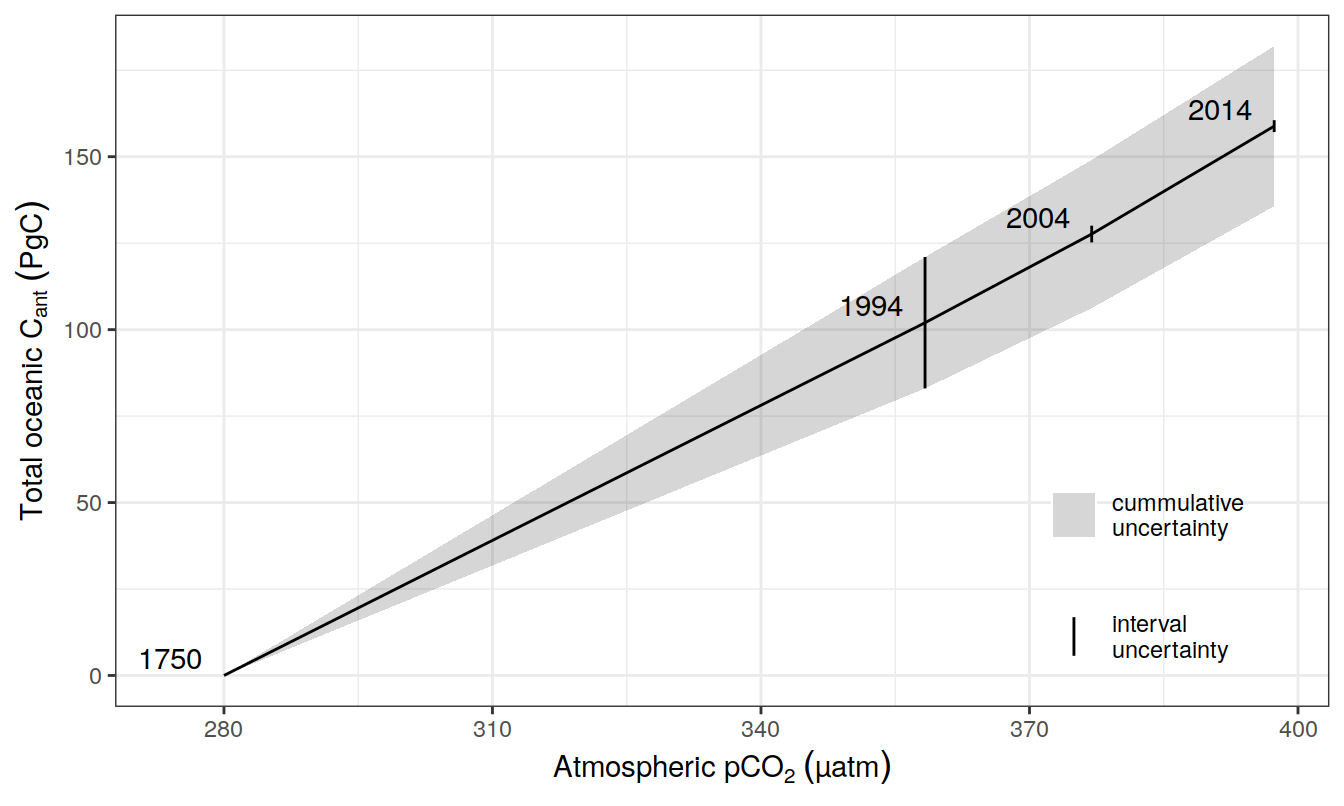 Total oceanic Cant (PgC)
150
100
50
0
2014
2004
1994
1750
cummulative
uncertainty
interval
uncertainty
280
310
340
370
400
Atmospheric pCO₂ (µatm)